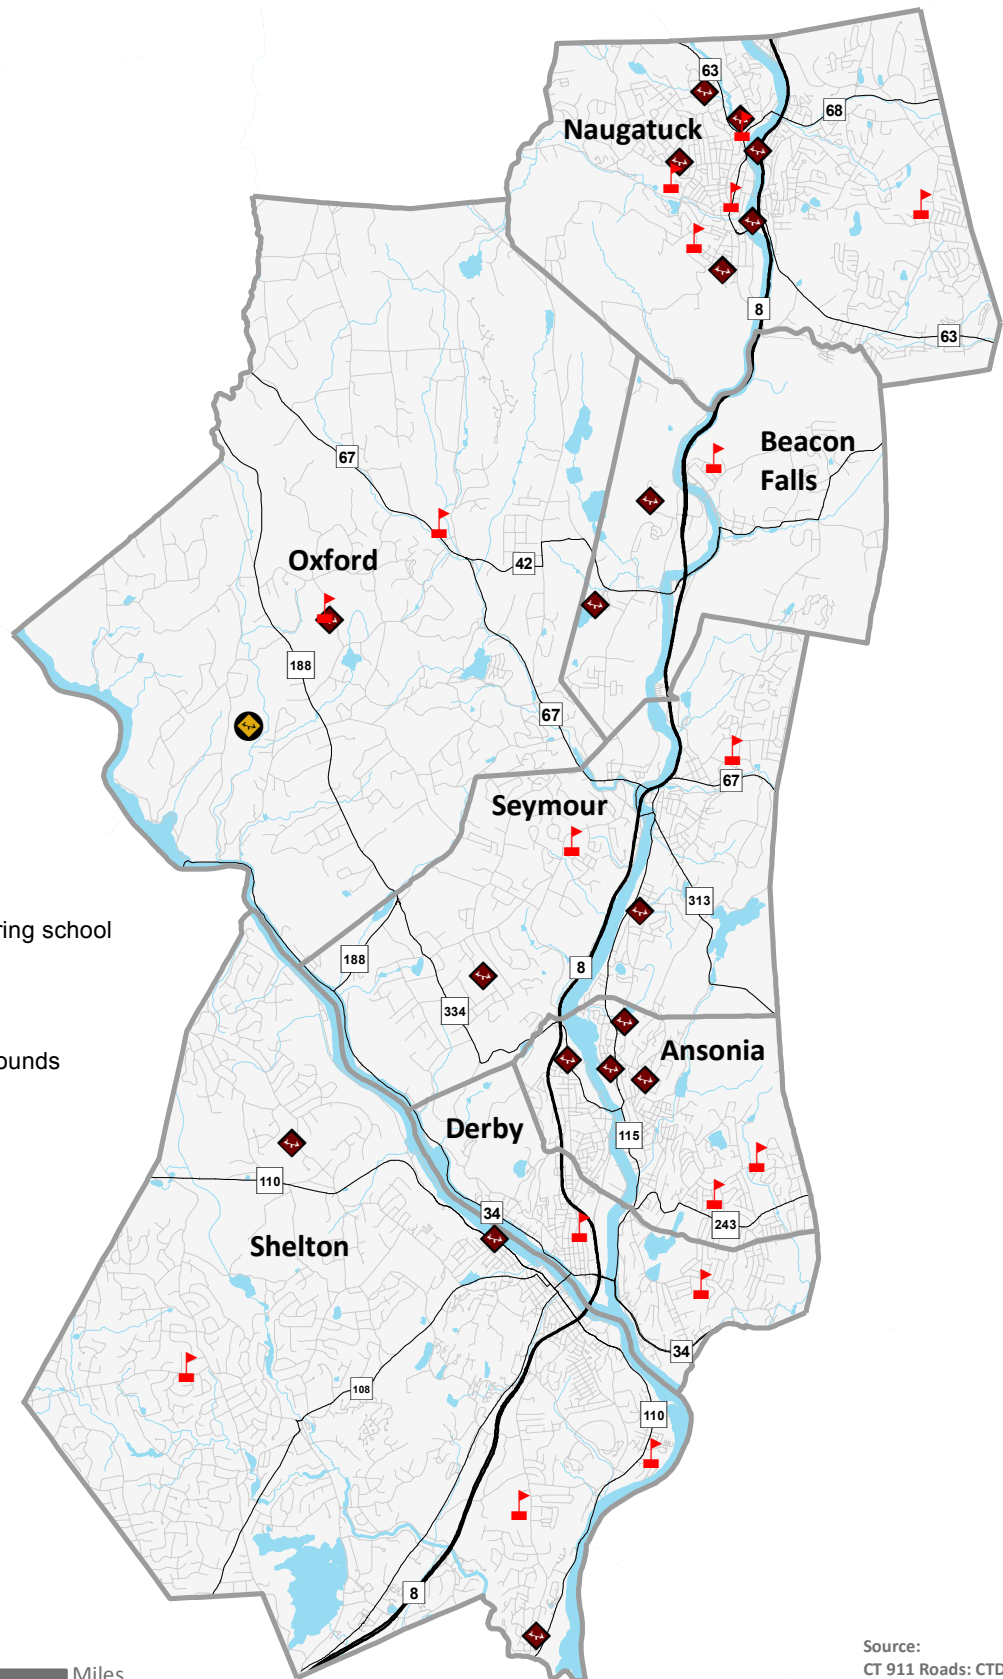 63
68
Naugatuck
8
63
Beacon
Falls
67
Oxford
42
188
67
67
Seymour
313
ring school
188
8
334
Ansonia
ounds
Derby
115
110
34
243
Shelton
34
108
110
8
Source:
Miles
CT 911 Roads: CTD